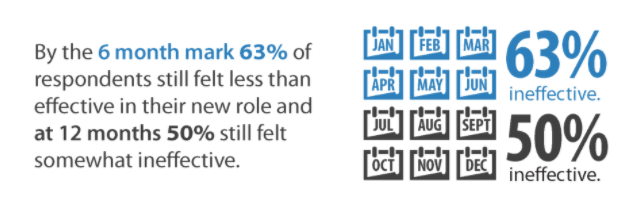 By the 6 month mark 63% of
respondents still felt less than
effective in their new role and
at 12 months 50% still felt
somewhat ineffective.
JAN FEB MAR
APR MAY JUN
63%
ineffective.
JUL AUG SEPT
OCT NOV DEC
50%
ineffective.